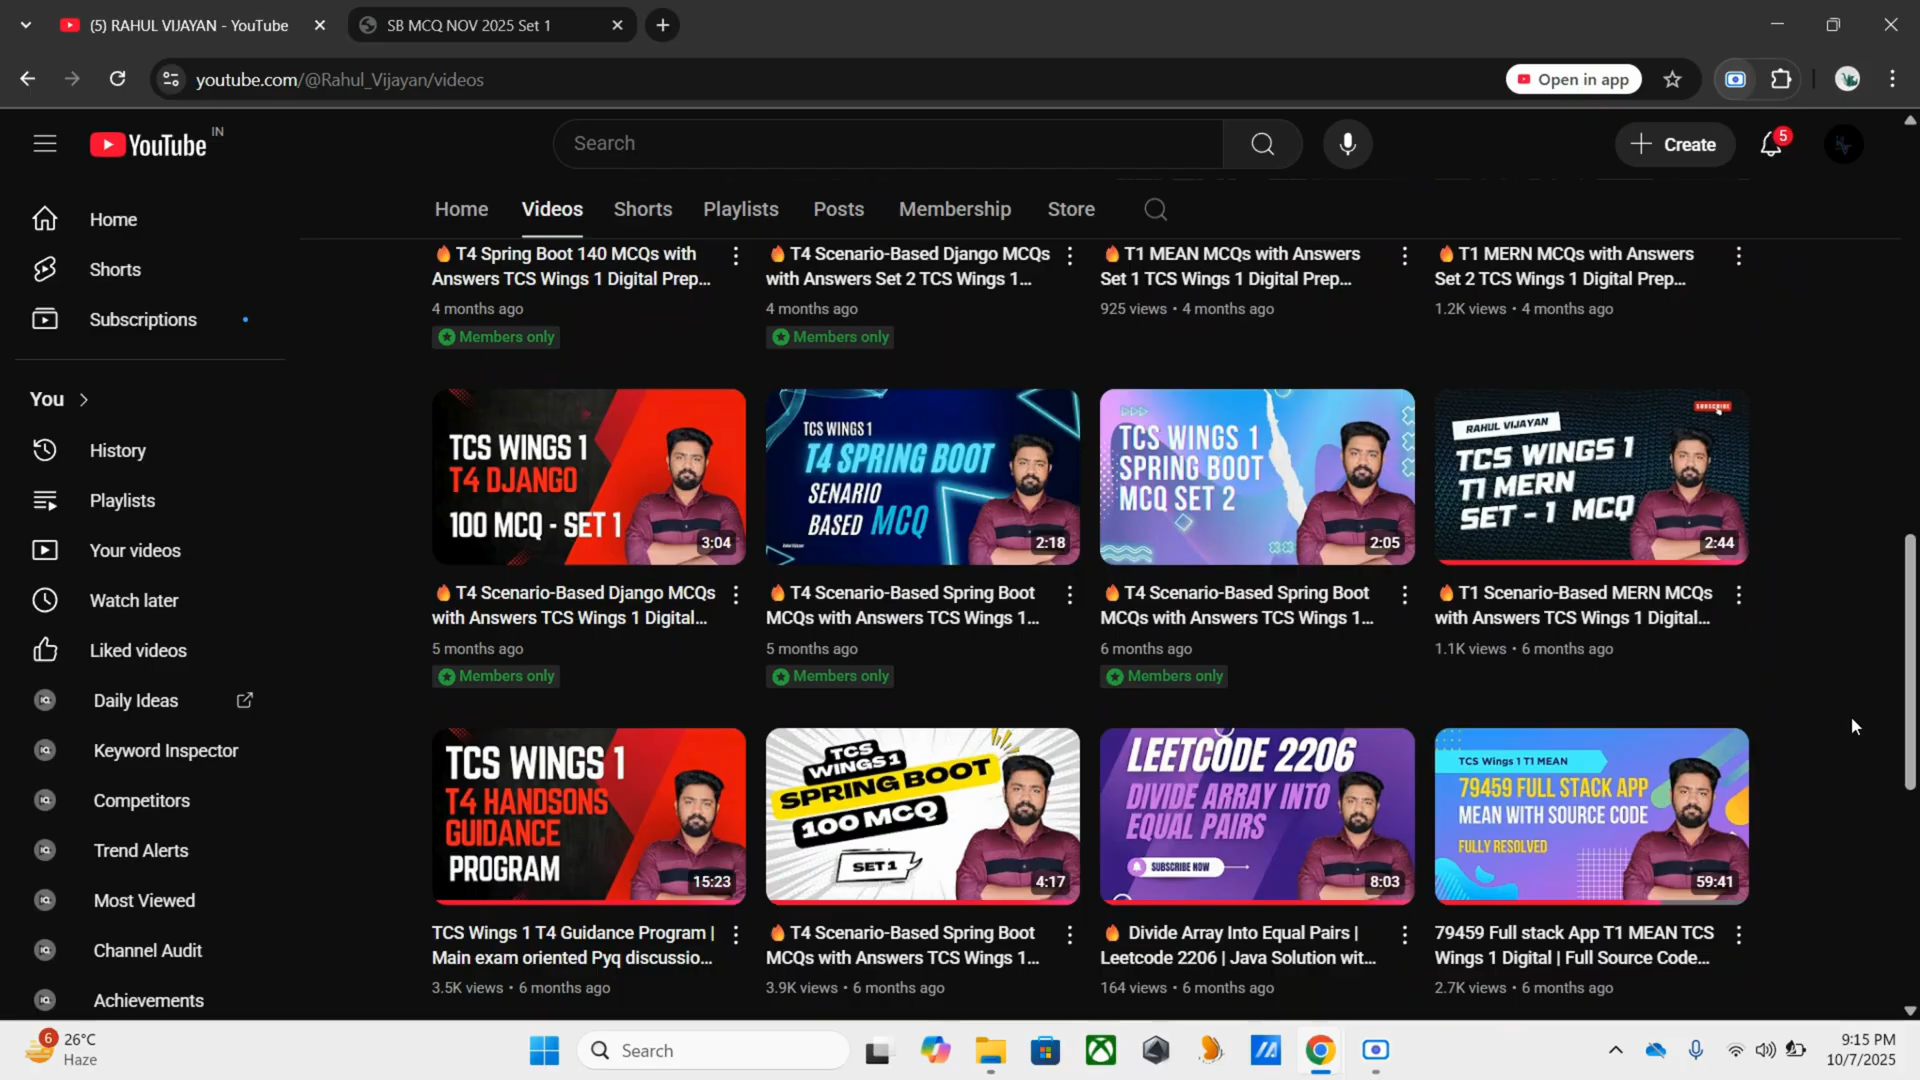 (5) RAHUL VIJAYAN - YouTube
SB MCQ NOV 2025 Set 1
youtube.com/@Rahul_Vijayan/videos
Open in app
YouTube IN
Search
Create
5
Home
Videos
Shorts
Playlists
Posts
Membership
Store
Home
Shorts
Subscriptions
You
History
Playlists
Your videos
Watch later
Liked videos
Daily Ideas
Keyword Inspector
Competitors
Trend Alerts
Most Viewed
Channel Audit
Achievements
🔥 T4 Spring Boot 140 MCQs with
Answers TCS Wings 1 Digital Prep...
4 months ago
Members only
🔥 T4 Scenario-Based Django MCQs
with Answers Set 2 TCS Wings 1...
4 months ago
Members only
🔥 T1 MEAN MCQs with Answers
Set 1 TCS Wings 1 Digital Prep...
925 views • 4 months ago
🔥 T1 MERN MCQs with Answers
Set 2 TCS Wings 1 Digital Prep...
1.2K views • 4 months ago
TCS WINGS 1
T4 DJANGO
100 MCQ - SET 1
3:04
🔥 T4 Scenario-Based Django MCQs
with Answers TCS Wings 1 Digital...
5 months ago
Members only
TCS WINGS 1
T4 SPRING BOOT
SENARIO
BASED MCQ
2:18
🔥 T4 Scenario-Based Spring Boot
MCQs with Answers TCS Wings 1...
5 months ago
Members only
TCS WINGS 1
SPRING BOOT
MCQ SET 2
2:05
🔥 T4 Scenario-Based Spring Boot
MCQs with Answers TCS Wings 1...
6 months ago
Members only
SUBSCRIBE
RAHUL VIJAYAN
TCS WINGS 1
T1 MERN
SET - 1 MCQ
2:44
🔥 T1 Scenario-Based MERN MCQs
with Answers TCS Wings 1 Digital...
1.1K views • 6 months ago
TCS WINGS 1
T4 HANDSONS
GUIDANCE
PROGRAM
15:23
TCS Wings 1 T4 Guidance Program |
Main exam oriented Pyq discussio...
3.5K views • 6 months ago
TCS
WINGS 1
SPRING BOOT
100 MCQ
SET 1
4:17
🔥 T4 Scenario-Based Spring Boot
MCQs with Answers TCS Wings 1...
3.9K views • 6 months ago
LEETCODE 2206
DIVIDE ARRAY INTO
EQUAL PAIRS
SUBSCRIBE NOW
8:03
🔥 Divide Array Into Equal Pairs |
Leetcode 2206 | Java Solution wit...
164 views • 6 months ago
TCS Wings 1 T1 MEAN
79459 FULL STACK APP
MEAN WITH SOURCE CODE
FULLY RESOLVED
59:41
79459 Full stack App T1 MEAN TCS
Wings 1 Digital | Full Source Code...
2.7K views • 6 months ago
6
26°C
Haze
Search
9:15 PM
10/7/2025